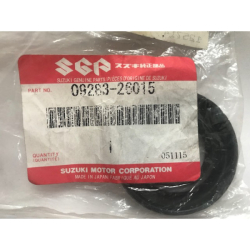 SGP スズキ純正部品
SUZUKI GENUINE PARTS
PART NO.
09283-26015
QUANTITY
051115
SUZUKI MOTOR CORPORATION
MADE IN JAPAN